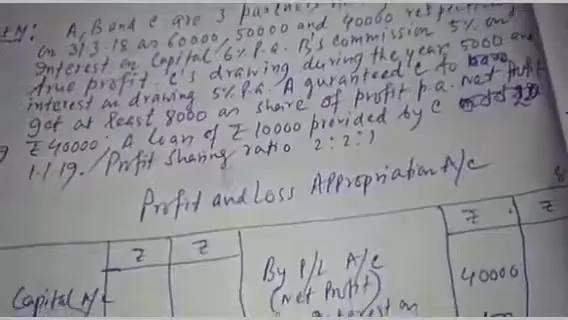 A, B and C are 3 partners
on 31.3.18 as 60000, 50000 and 40000
Interest on capital 6% P.a. B's commission 5% on
true profit. C's drawing during the year 5000 and
interest on drawing 5% P.a. A guranteed C to
get at least 8000 as share of profit p.a. Net Profit
₹ 40000, A loan of ₹ 10000 provided by C
1.1.19. Profit sharing ratio 2:2:1
Profit and Loss Appropriation A/c
₹ ₹ ₹ ₹
By P/L A/c 40000
(Net Profit)
Capital A/c